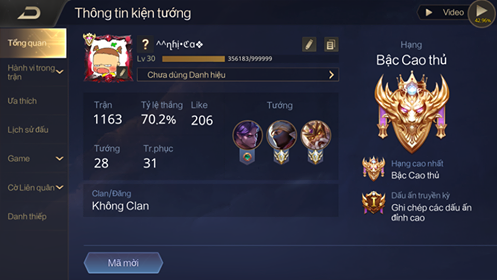 Thông tin kiện tướng
Video
42.96%
Tổng quan
Hành vi trong trận
Ưa thích
Lịch sử đấu
Game
Cờ Liên quân
Danh thiếp
Lv 30
356183/999999
Chưa dùng Danh hiệu
Trận
Tỷ lệ thắng
Like
1163
70.2%
206
Tướng
Tr.phục
28
31
Tướng
Clan/Đăng
Không Clan
Mã mới
Hạng
Bậc Cao thủ
Hạng cao nhất
Bậc Cao thủ
Dấu ấn truyền kỳ
Ghi chép các dấu ấn đỉnh cao